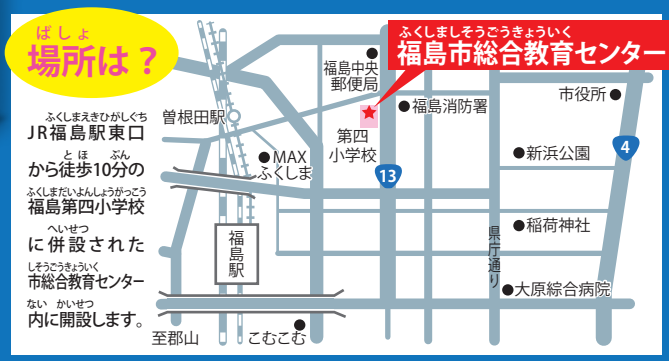 ばしょ
場所は？
ふくしまえきひがしぐち
JR福島駅東口
とほ ぷん
から徒歩10分の
ふくしまだいよんしょうがっこう
福島第四小学校
へいせつ
に併設された
しそうごうきょういく
市総合教育センター
ない かいせつ
内に開設します。
ふくしましそうごうきょういく
福島市総合教育センター
福島中央
郵便局
曽根田駅
第四
小学校
福島消防署
市役所
MAX
ふくしま
13
新浜公園
4
福島駅
稲荷神社
県庁通り
大原綜合病院
至郡山
こむこむ